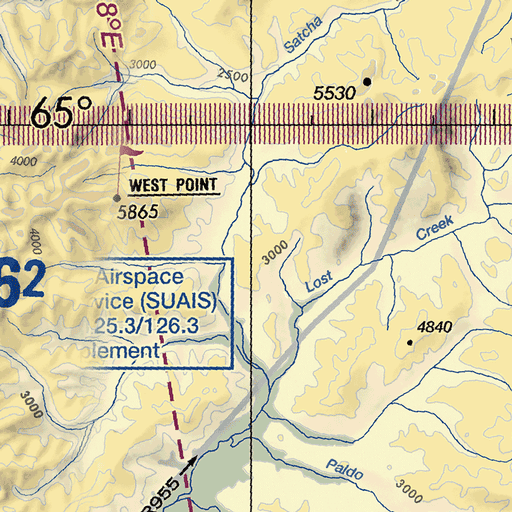 8°E
Satcha
3000
2500
5530
65°
4000
WEST POINT
5865
4000
3000
Creek
62
Airspace
vice (SUAIS)
25.3/126.3
lement
Lost
4840
3000
Paldo
3000
3955